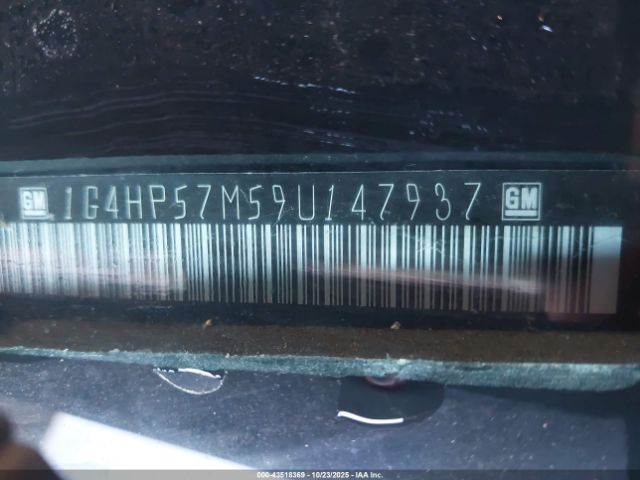 GM 1G4HP57M59U147937 GM
000-43518369 | 10/23/2025 | IAA Inc.